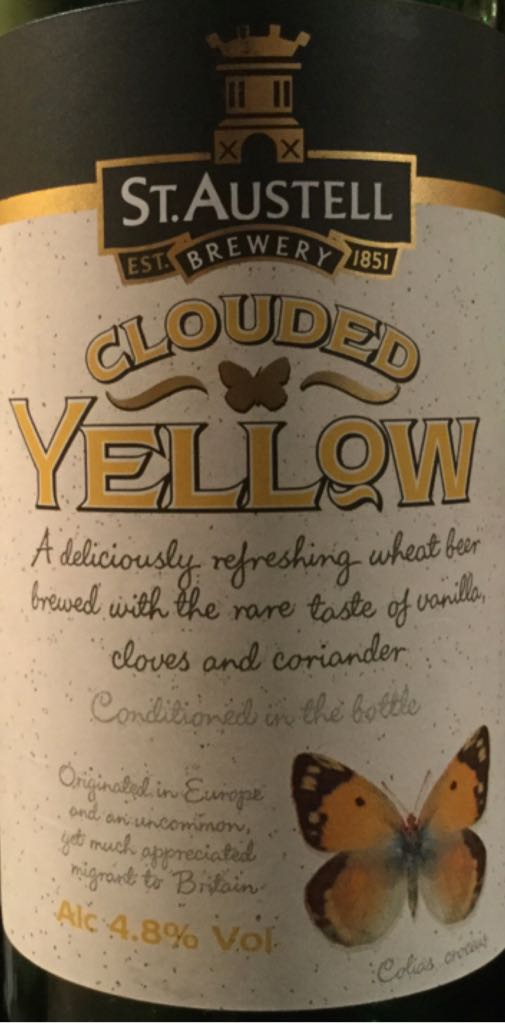 ST. AUSTELL
EST. BREWERY 1851
CLOUDED
YELLOW
A deliciously refreshing wheat beer
brewed with the rare taste of vanilla,
cloves and coriander
Conditioned in the bottle
Originated in Europe
and an uncommon,
yet much appreciated
migrant to Britain
Alc 4.8% Vol
Colias croceus